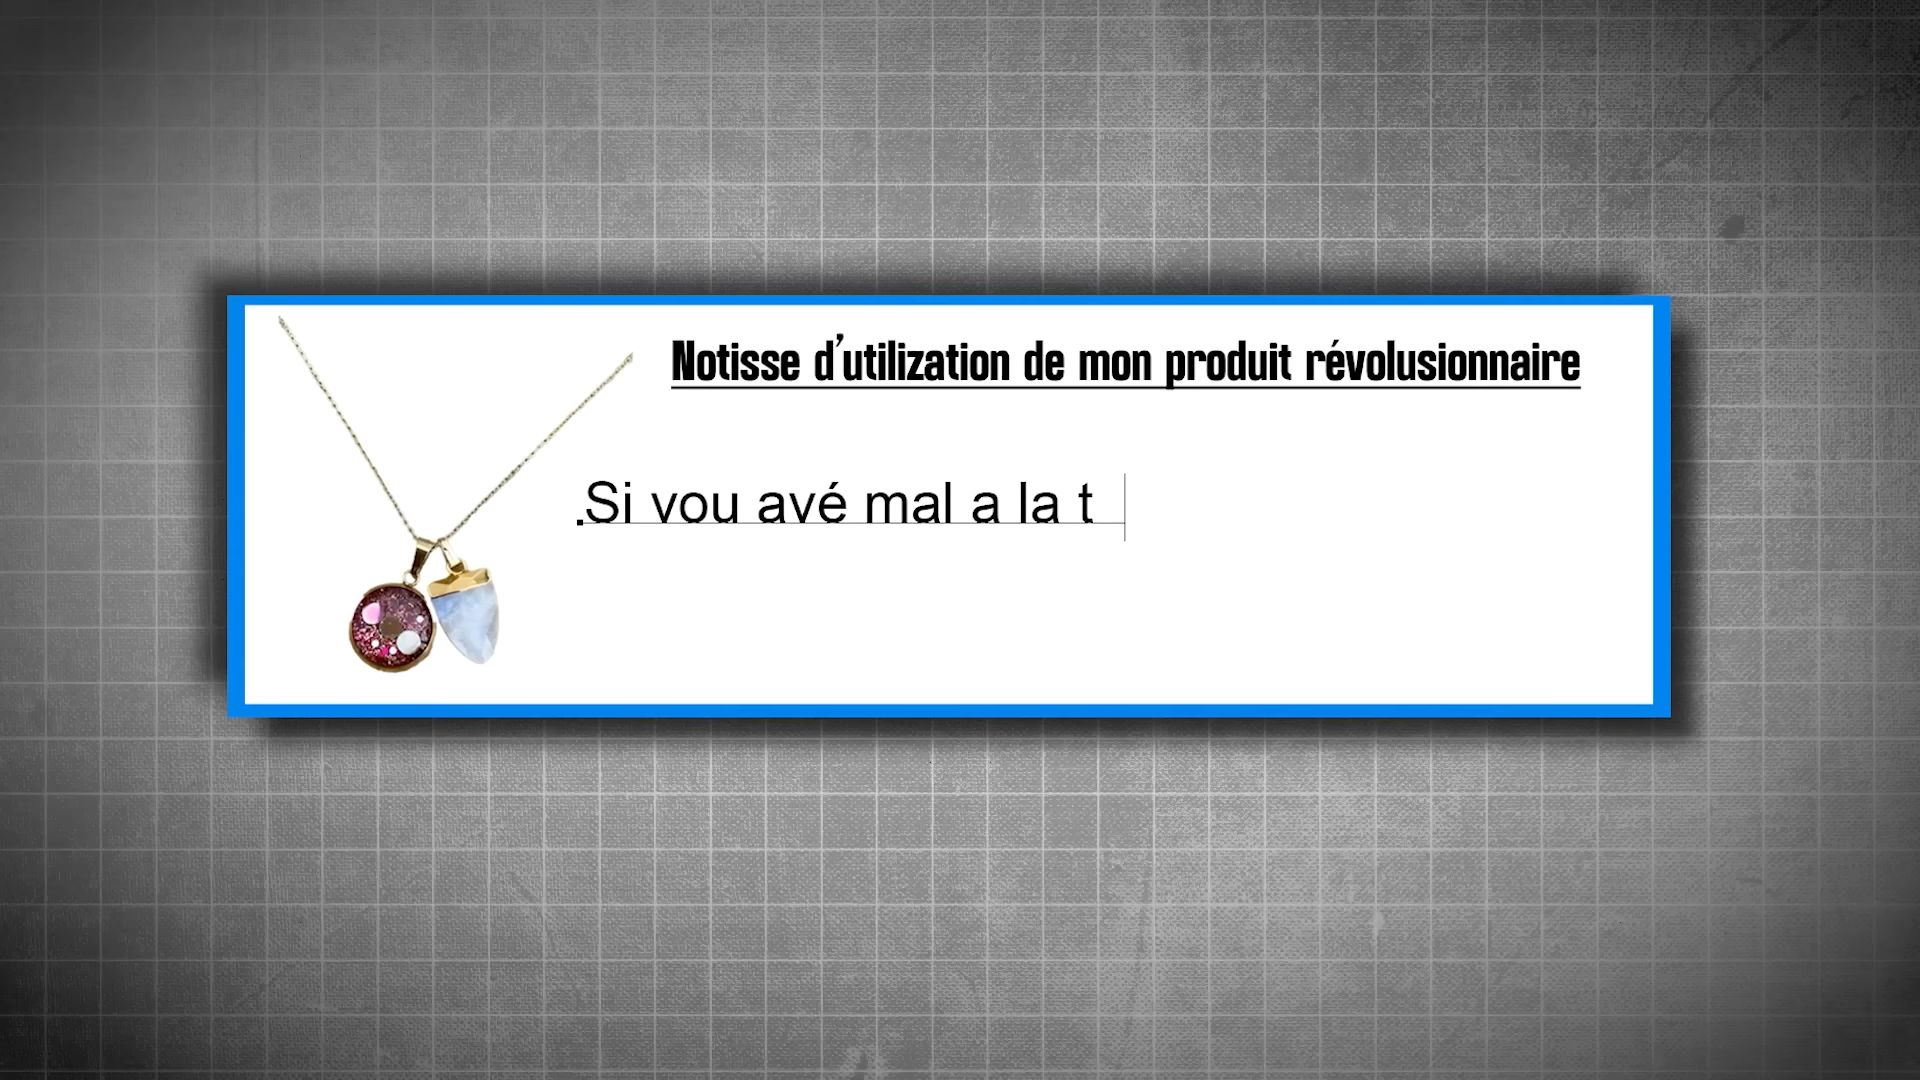 Notisse d'utilization de mon produit révolusionnaire
Si vou avé mal a la t